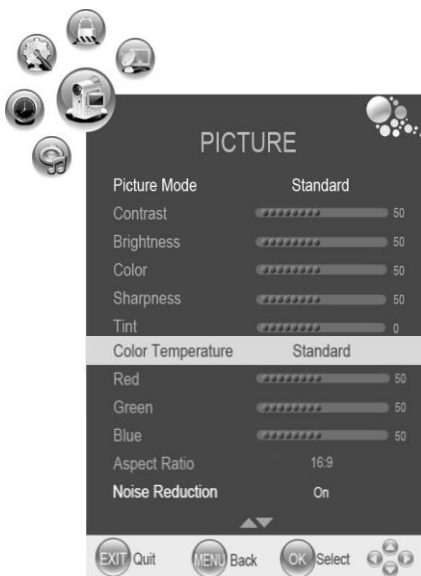 PICTURE
Picture Mode Standard
Contrast 50
Brightness 50
Color 50
Sharpness 50
Tint 0
Color Temperature Standard
Red 50
Green 50
Blue 50
Aspect Ratio 16:9
Noise Reduction On
EXIT Quit MENU Back OK Select